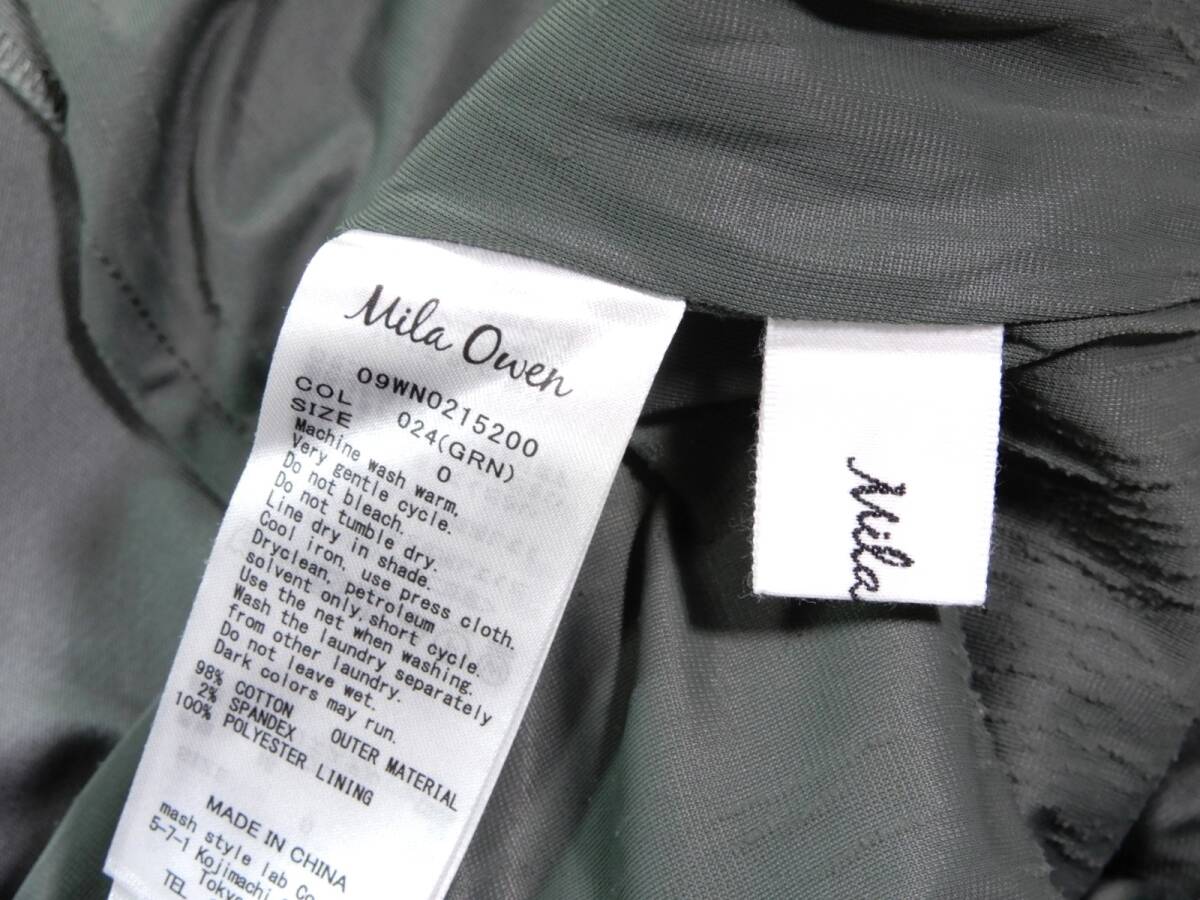 Mila Owen
09WN0215200
COL 024(GRN)
SIZE 0
Machine wash warm.
Very gentle cycle.
Do not bleach.
Do not tumble dry.
Line dry in shade.
Cool iron, use press cloth.
Dryclean, petroleum
solvent only,short cycle.
Use the net when washing.
Wash the laundry separately
from other laundry.
Do not leave wet.
Dark colors may run.
98% COTTON
2% SPANDEX OUTER MATERIAL
100% POLYESTER LINING
MADE IN CHINA
mash style lab Co
5-7-1 Kojimachi
Tokyo
TEL
Mila